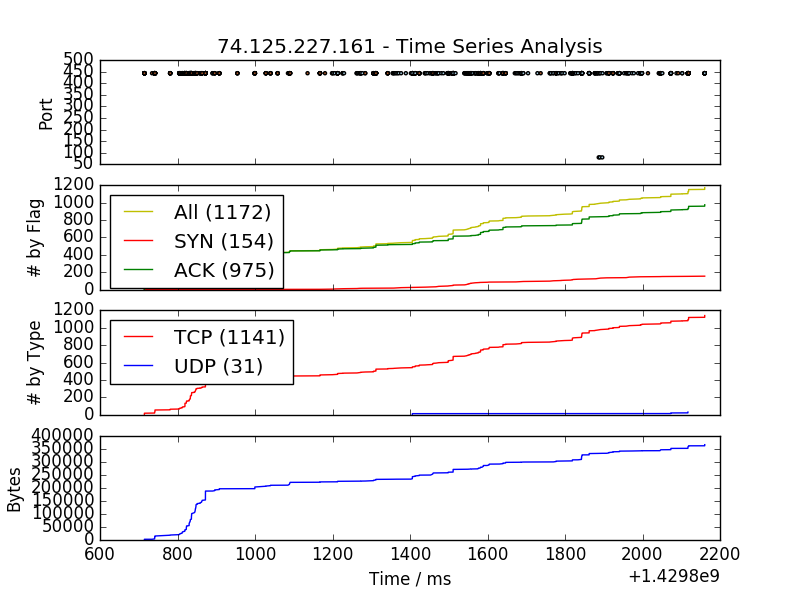 74.125.227.161 - Time Series Analysis
500
450
400
350
300
250
200
150
100
50
Port
1200
1000
800
600
400
200
0
# by Flag
All (1172)
SYN (154)
ACK (975)
1200
1000
800
600
400
200
0
# by Type
TCP (1141)
UDP (31)
400000
350000
300000
250000
200000
150000
100000
50000
0
Bytes
600 800 1000 1200 1400 1600 1800 2000 2200
Time / ms
+1.4298e9